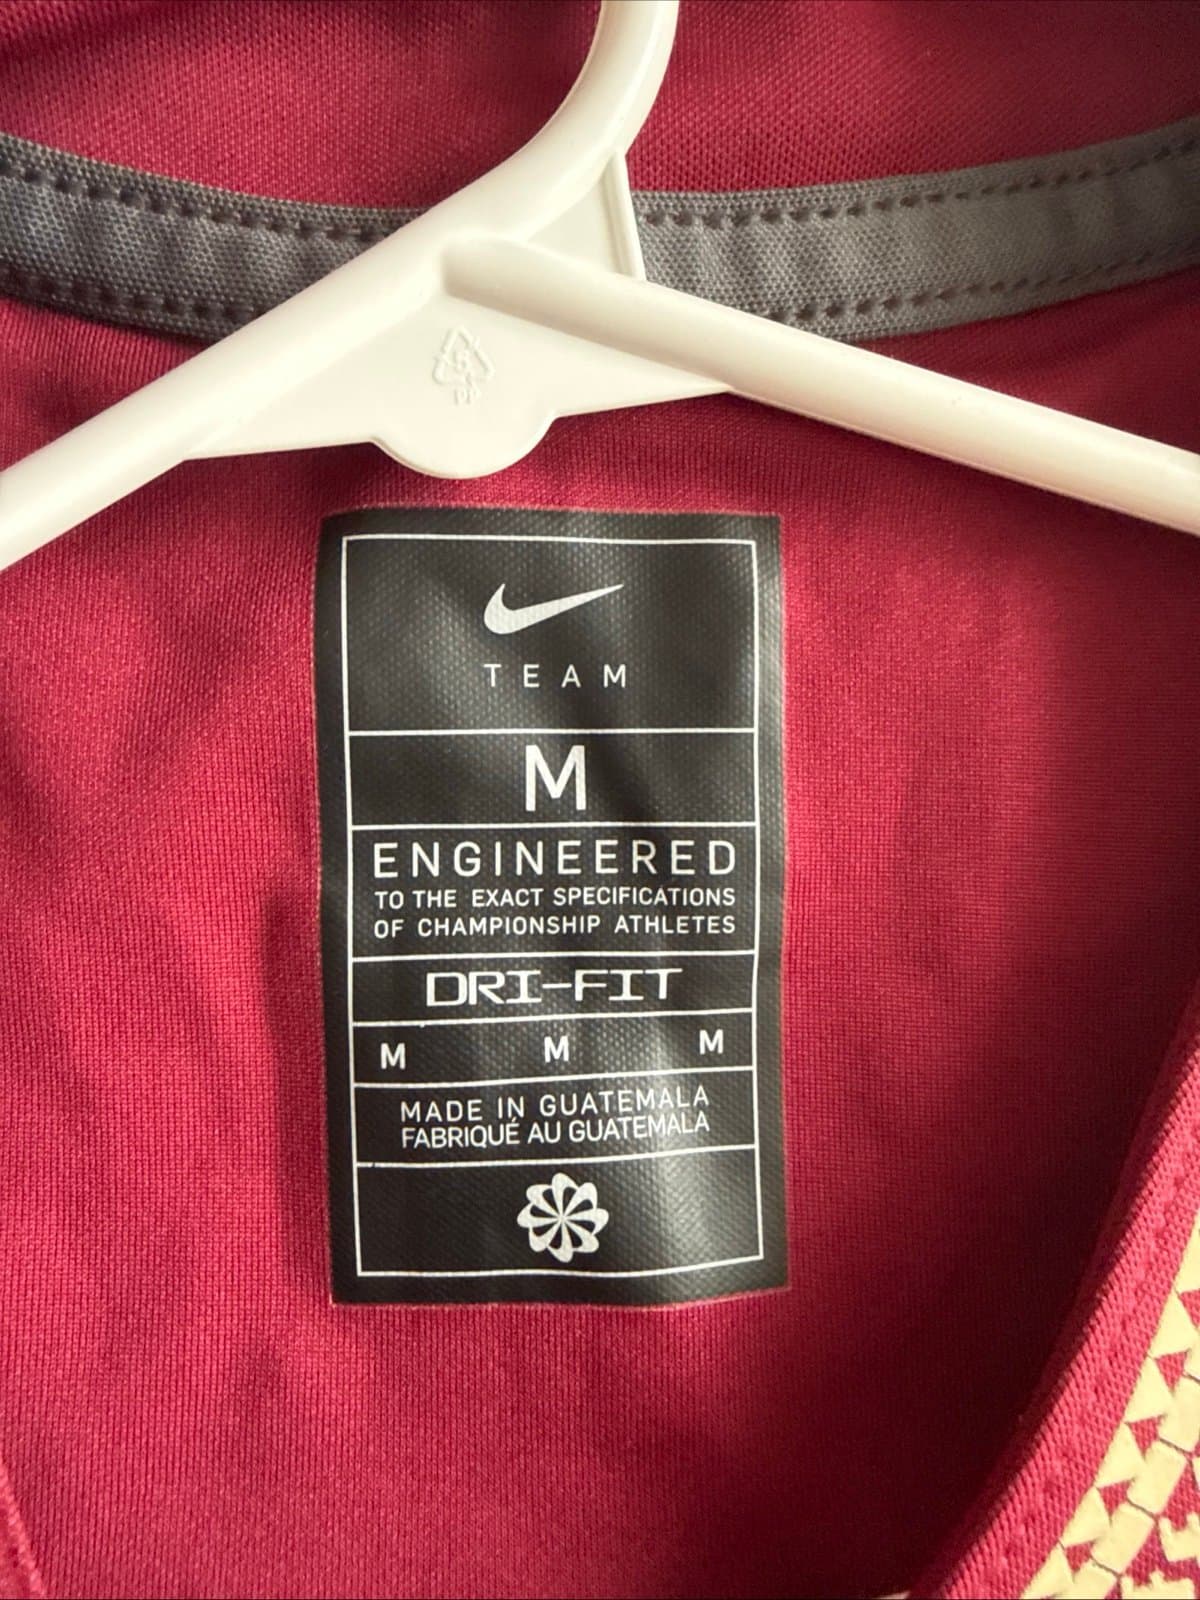 TEAM
M
ENGINEERED
TO THE EXACT SPECIFICATIONS
OF CHAMPIONSHIP ATHLETES
DRI-FIT
M M M
MADE IN GUATEMALA
FABRIQUÉ AU GUATEMALA